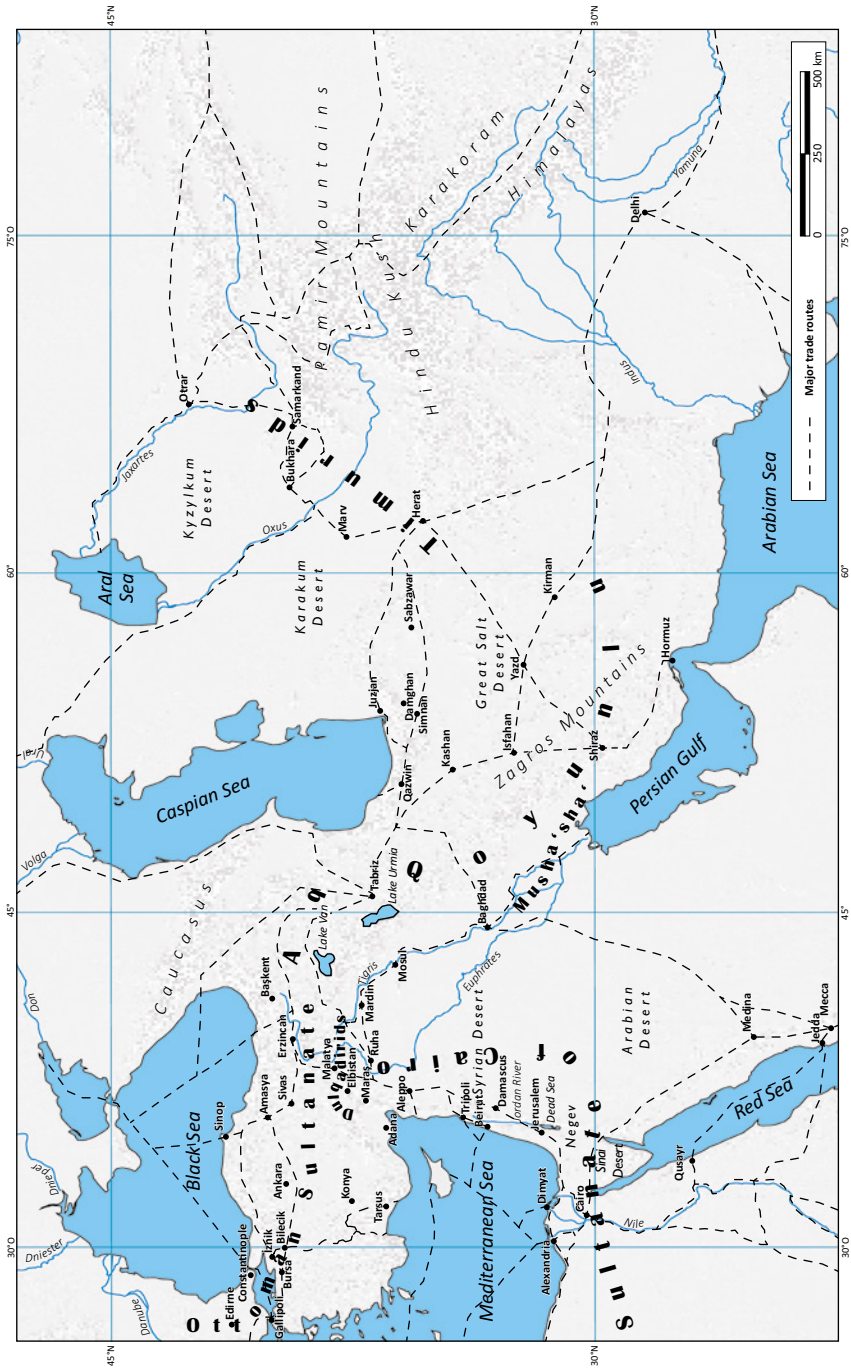 30°O
45°
60°
75°O
45°N
45°N
30°N
30°N
Danube
Dniester
Dnieper
Don
Volga
Ural
Aral
Sea
Jaxartes
Kyzylkum
Desert
Otrar
Oxus
Black Sea
Caucasus
Caspian Sea
Karakum
Desert
Bukhara
Samarkand
Marv
Pamir Mountains
Hindu Kush
Karakoram
Himalayas
Timurids
Herat
Ottoman Sultanate
Edirne
Constantinople
Gallipoli
Iznik
Bursa
Bilecik
Ankara
Sinop
Amasya
Sivas
Erzincan
Başkent
Konya
Tarsus
Adana
Dulqadirids
Malatya
Elbistan
Maraş
Ruha
Mardin
Mosul
Lake Van
Lake Urmia
Tabriz
Aq Qoyunlu
Juzjan
Damghan
Simnan
Sabzawar
Qazwin
Kashan
Great Salt
Desert
Isfahan
Yazd
Kirman
Zagros Mountains
Shiraz
Hormuz
Tigris
Euphrates
Baghdad
Mushaʿshaʿ
Persian Gulf
Mediterranean Sea
Aleppo
Tripoli
Beirut
Syrian Desert
Damascus
Jordan River
Jerusalem
Dead Sea
Negev
Sinai
Desert
Alexandria
Dimyat
Cairo
Nile
Sultanate of Cairo
Qusayr
Red Sea
Arabian
Desert
Medina
Jedda
Mecca
Arabian Sea
Indus
Delhi
Yamuna
Major trade routes
0 250 500 km